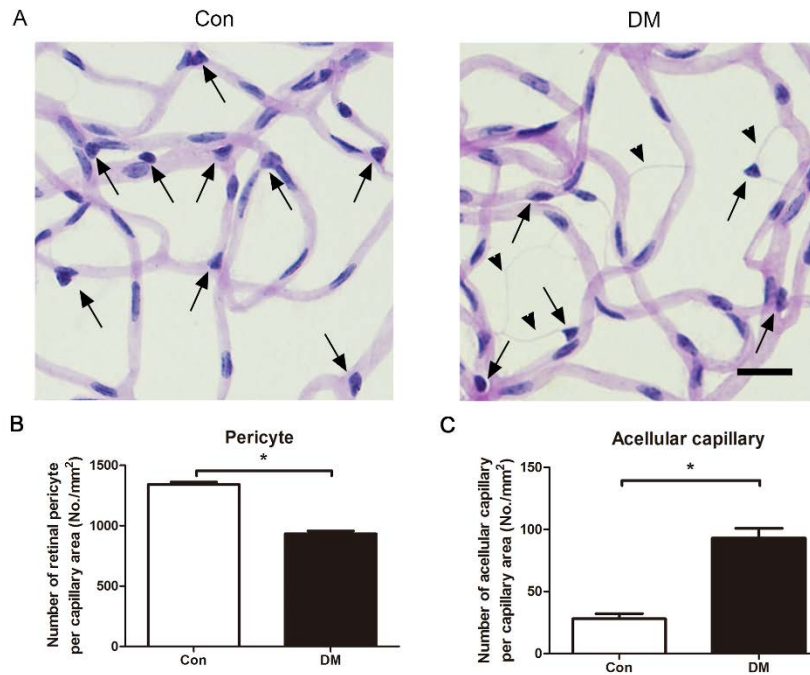 A
Con
DM
B
Pericyte
*
Number of retinal pericyte
per capillary area (No./mm²)
1500
1000
500
0
Con
DM
C
Acellular capillary
*
Number of acellular capillary
per capillary area (No./mm²)
150
100
50
0
Con
DM